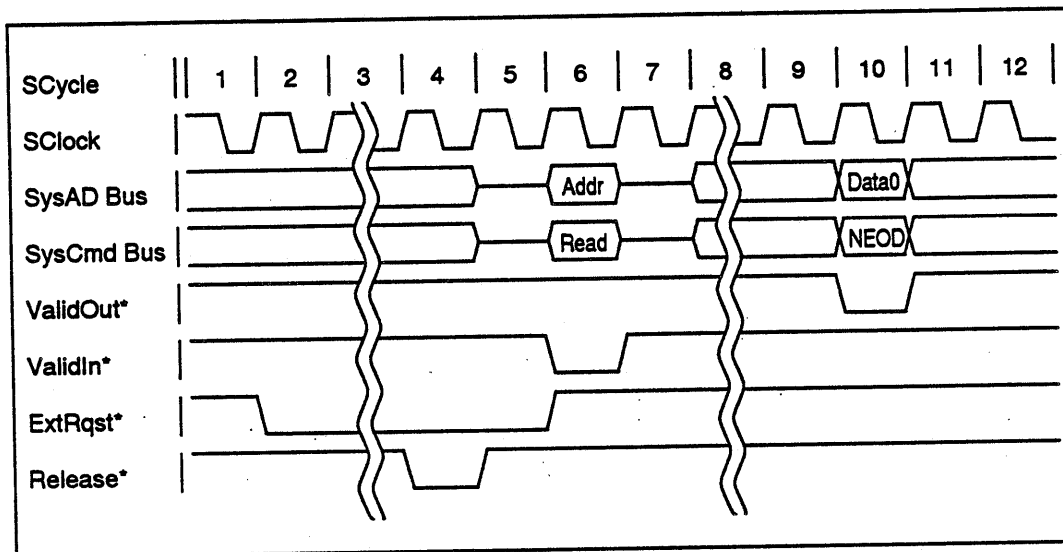 SCycle 1 2 3 4 5 6 7 8 9 10 11 12
SClock
SysAD Bus Addr Data0
SysCmd Bus Read NEOD
ValidOut*
ValidIn*
ExtRqst*
Release*